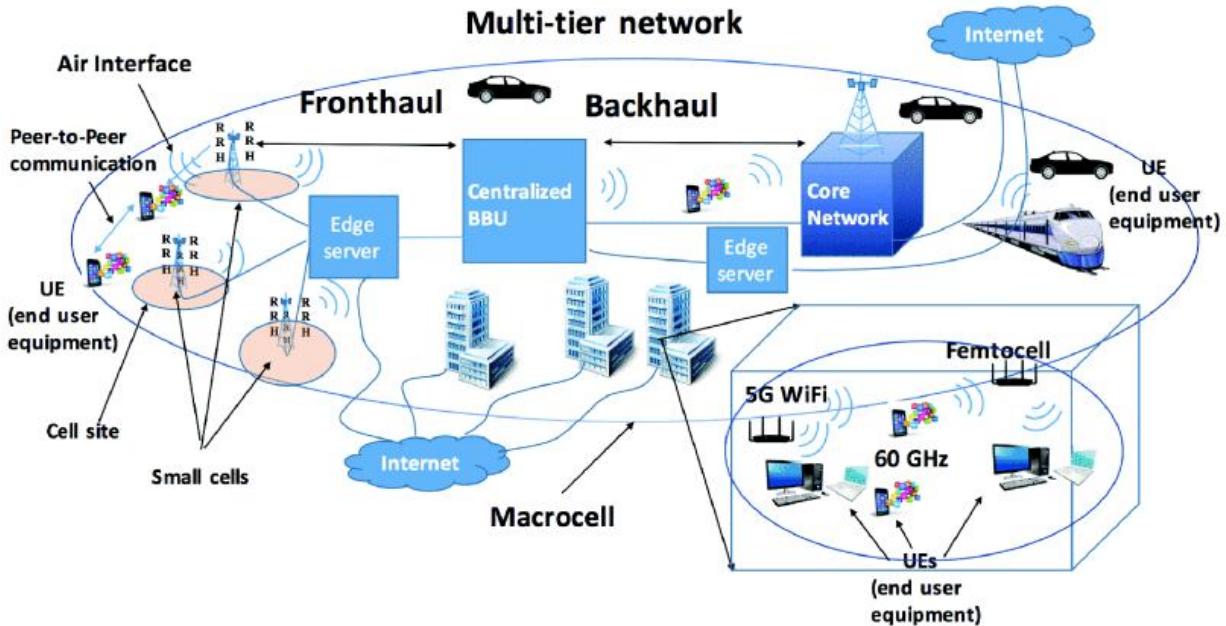 Multi-tier network
Internet
Air Interface
Fronthaul
Backhaul
Peer-to-Peer
communication
R
R
H
R
R
H
Centralized
BBU
Core
Network
UE
(end user
equipment)
Edge
server
Edge
server
R
R
H
R
R
H
UE
(end user
equipment)
R
R
H
R
R
H
Femtocell
5G WiFi
Cell site
Small cells
Internet
60 GHz
Macrocell
UEs
(end user
equipment)